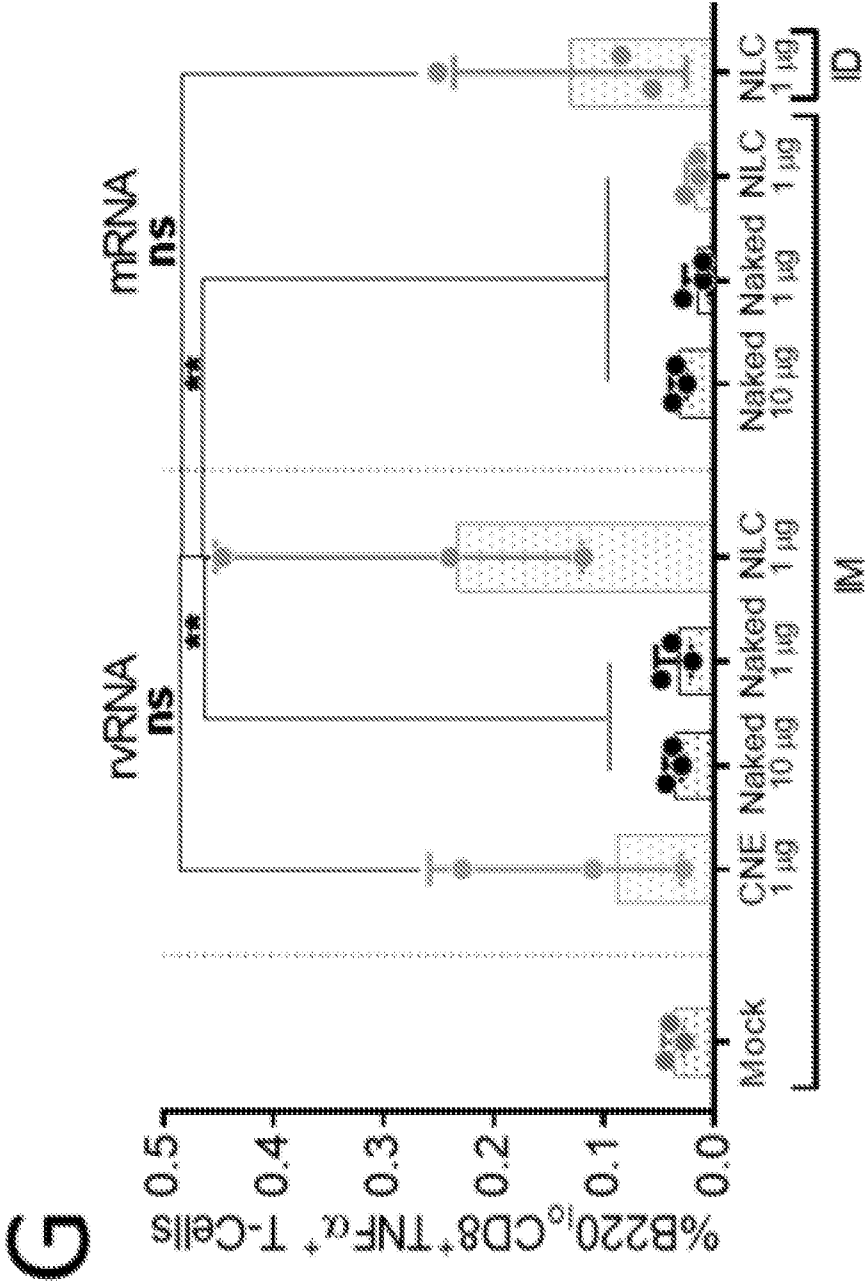 G
rvRNA
mRNA
ns
ns
**
**
%B220loCD8+TNFα+ T-Cells
0.5
0.4
0.3
0.2
0.1
0.0
Mock CNE Naked Naked NLC Naked Naked NLC NLC
1 µg 10 µg 1 µg 1 µg 10 µg 1 µg 1 µg 1 µg
IM ID